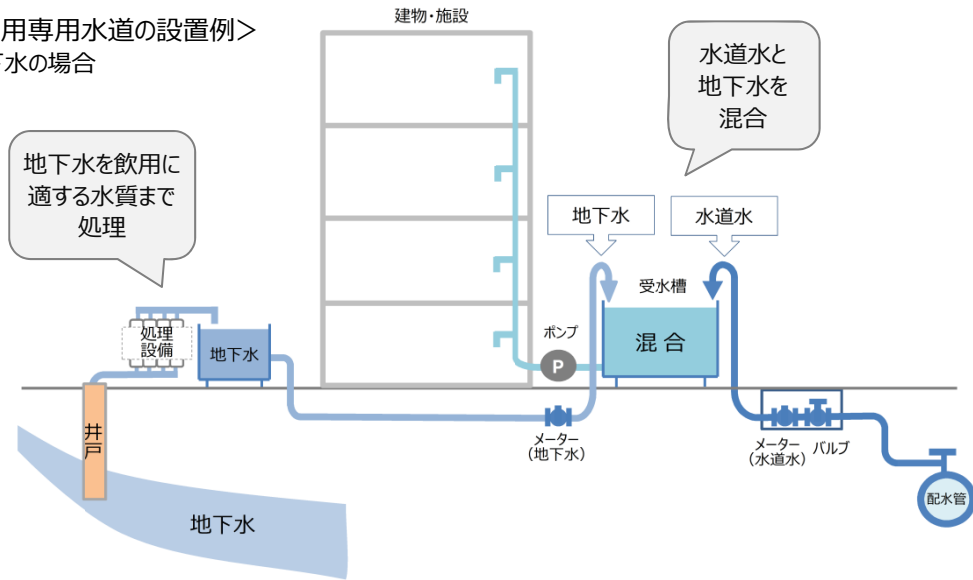 用専用水道の設置例＞
下水の場合
建物・施設
水道水と
地下水を
混合
地下水を飲用に
適する水質まで
処理
地下水
水道水
受水槽
処理
設備
地下水
ポンプ
P
混 合
井戸
メーター
（地下水）
メーター
（水道水）
バルブ
配水管
地下水